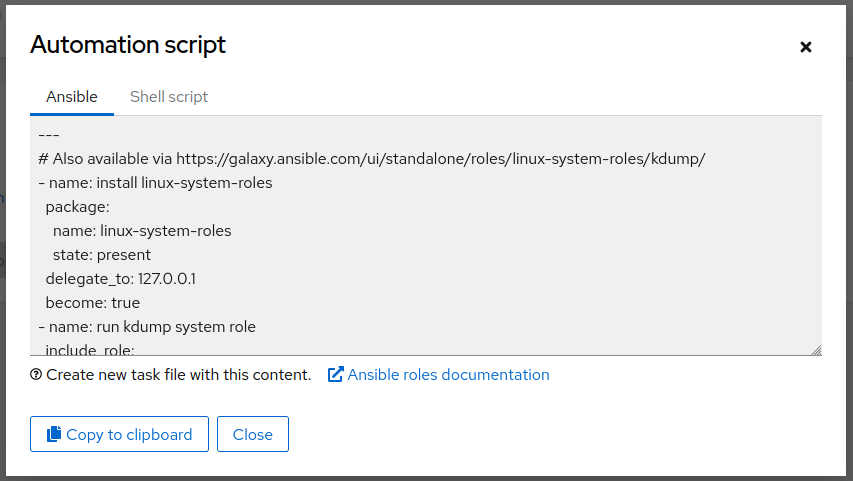 Automation script
Ansible
Shell script
---
# Also available via https://galaxy.ansible.com/ui/standalone/roles/linux-system-roles/kdump/
- name: install linux-system-roles
  package:
    name: linux-system-roles
    state: present
  delegate_to: 127.0.0.1
  become: true
- name: run kdump system role
  include_role:
Create new task file with this content.
Ansible roles documentation
Copy to clipboard
Close